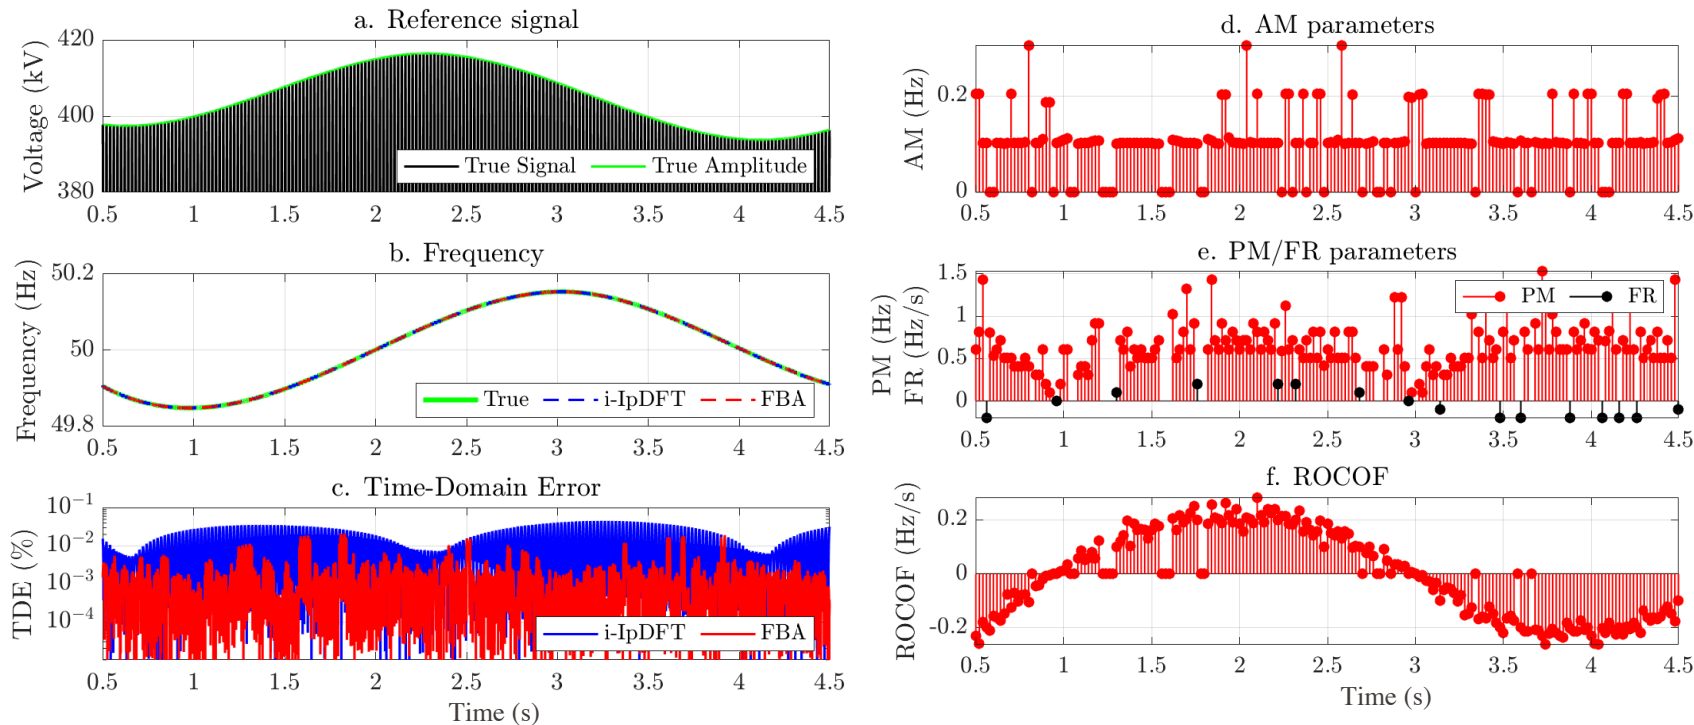 a. Reference signal
Voltage (kV)
420
400
380
True Signal
True Amplitude
0.5 1 1.5 2 2.5 3 3.5 4 4.5
b. Frequency
Frequency (Hz)
50.2
50
49.8
True
i-IpDFT
FBA
0.5 1 1.5 2 2.5 3 3.5 4 4.5
c. Time-Domain Error
TDE (%)
10⁻¹
10⁻²
10⁻³
10⁻⁴
i-IpDFT
FBA
0.5 1 1.5 2 2.5 3 3.5 4 4.5
Time (s)
d. AM parameters
AM (Hz)
0.2
0
0.5 1 1.5 2 2.5 3 3.5 4 4.5
e. PM/FR parameters
PM (Hz)
FR (Hz/s)
1.5
1
0.5
0
PM
FR
0.5 1 1.5 2 2.5 3 3.5 4 4.5
f. ROCOF
ROCOF (Hz/s)
0.2
0
-0.2
0.5 1 1.5 2 2.5 3 3.5 4 4.5
Time (s)